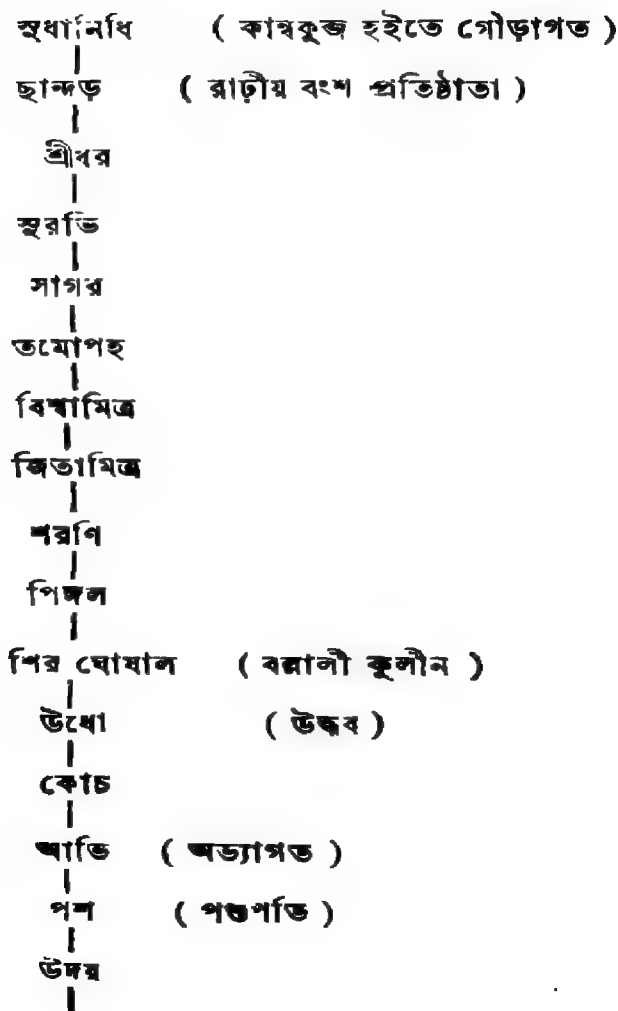 সুধানিধি ( কান্বকুব্জ হইতে গৌড়াগত )
ছান্দড় ( রাঢ়ীয় বংশ প্রতিষ্ঠাতা )
শ্রীধর
সুরভি
সাগর
তমোপহ
বিশ্বামিত্র
জিতামিত্র
শরণি
পিঙ্গল
শির ঘোষাল ( বল্লালী কুলীন )
উধো ( উদ্ধব )
কোচ
আভি ( অভ্যাগত )
পশ ( পশুপতি )
উদয়